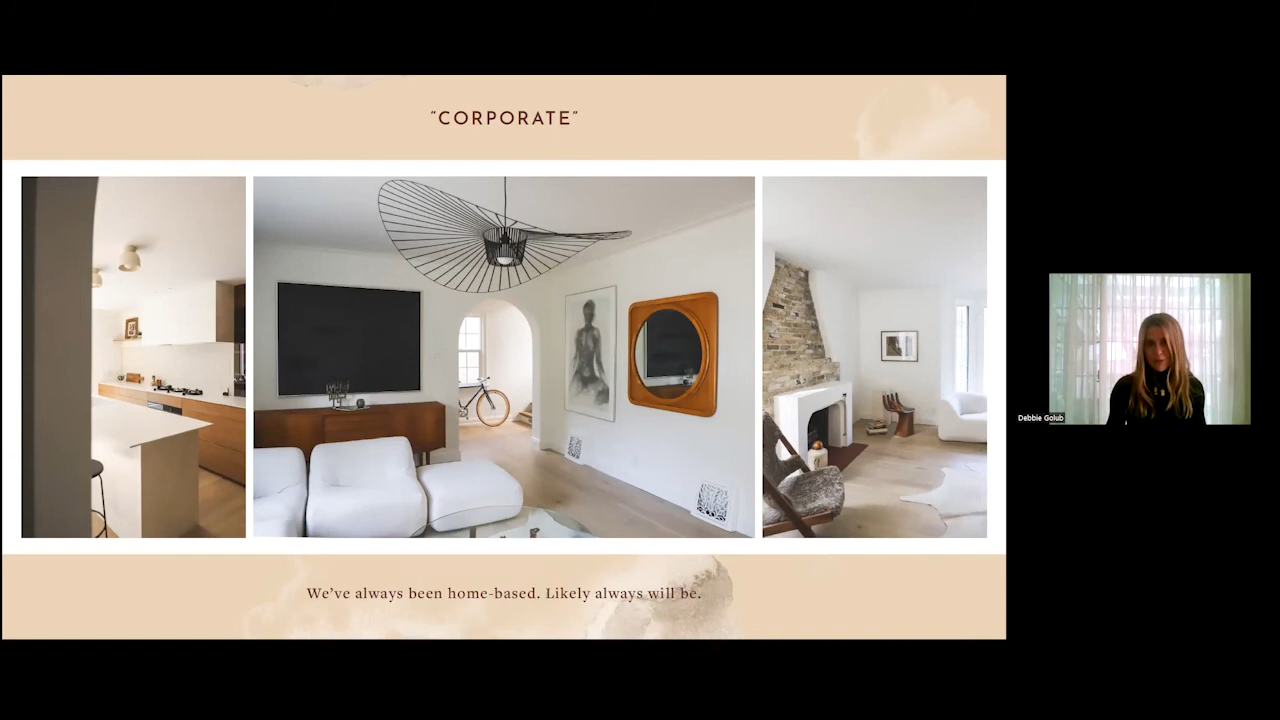 "CORPORATE"
We've always been home-based. Likely always will be.
Debbie Golub